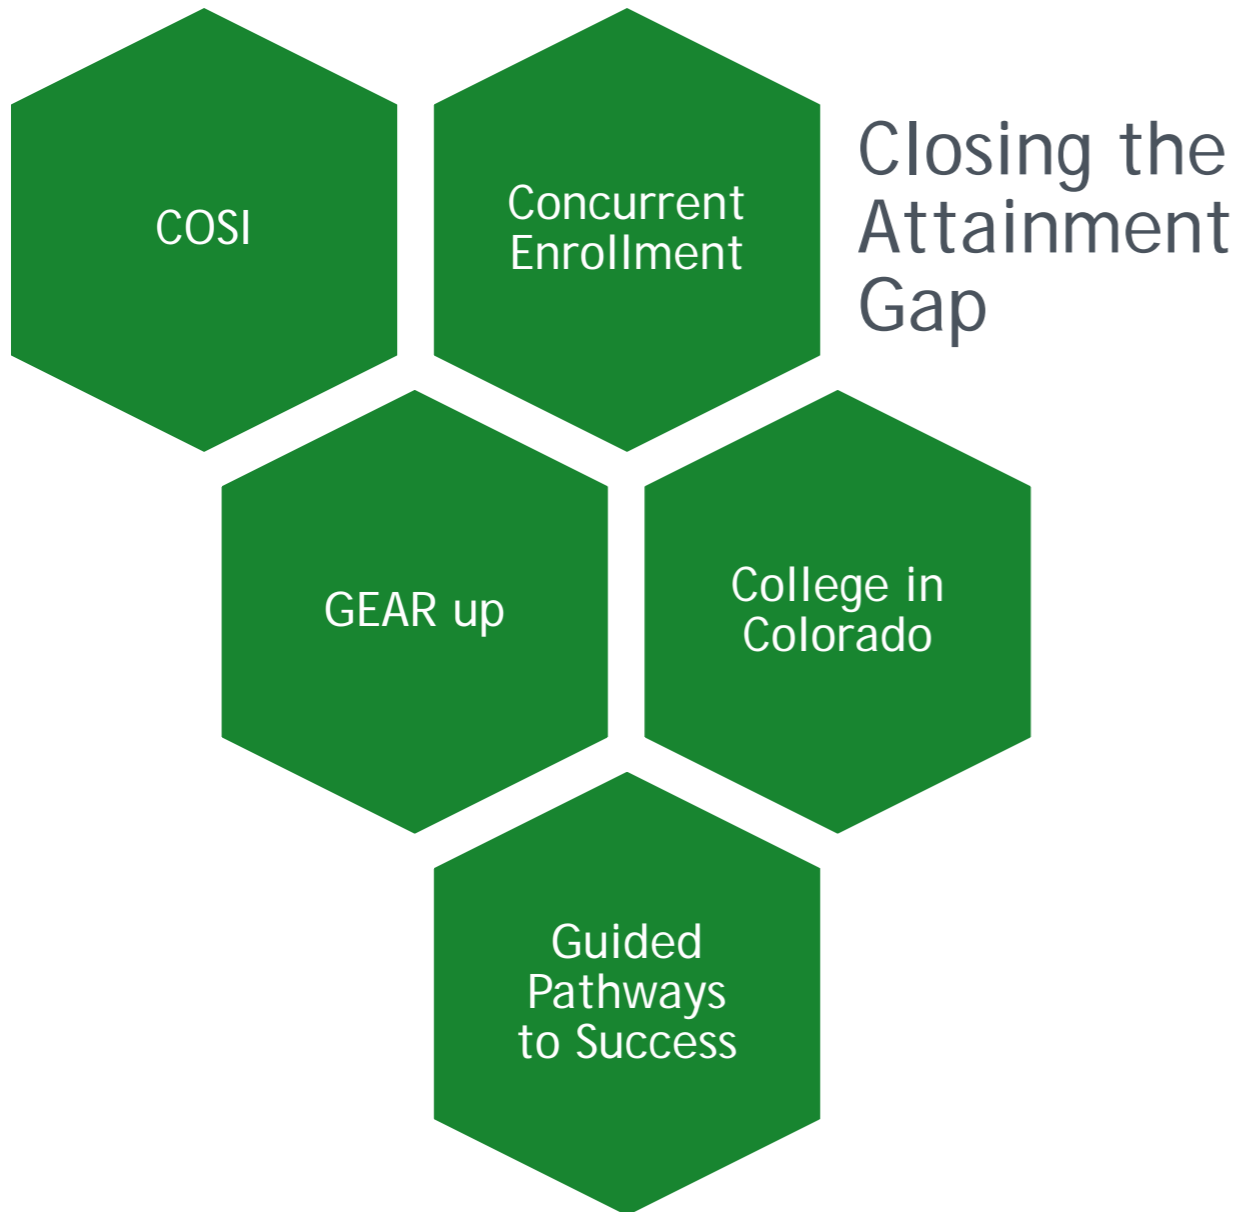 COSI
Concurrent
Enrollment
Closing the
Attainment
Gap
GEAR up
College in
Colorado
Guided
Pathways
to Success